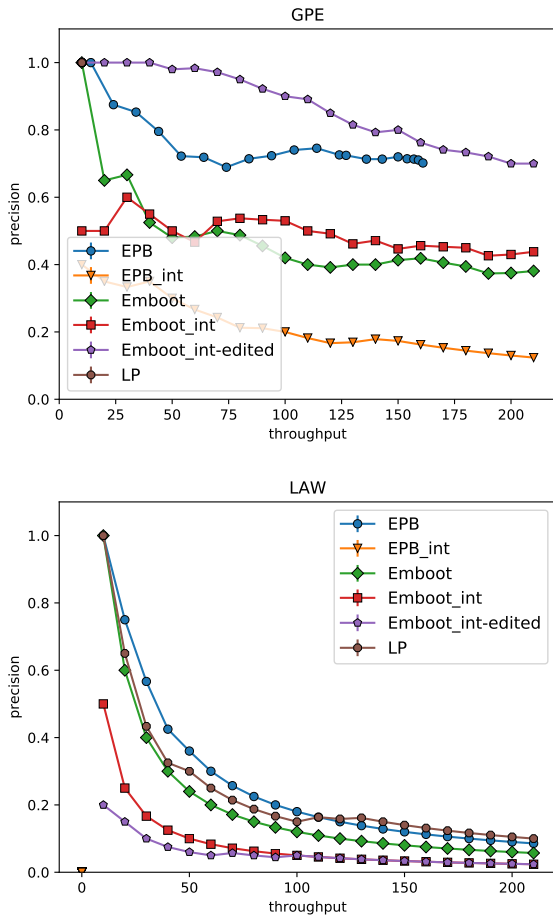 GPE
1.0
0.8
0.6
0.4
0.2
0.0
precision
EPB
EPB_int
Emboot
Emboot_int
Emboot_int-edited
LP
0 25 50 75 100 125 150 175 200
throughput
LAW
1.0
0.8
0.6
0.4
0.2
0.0
precision
EPB
EPB_int
Emboot
Emboot_int
Emboot_int-edited
LP
0 50 100 150 200
throughput